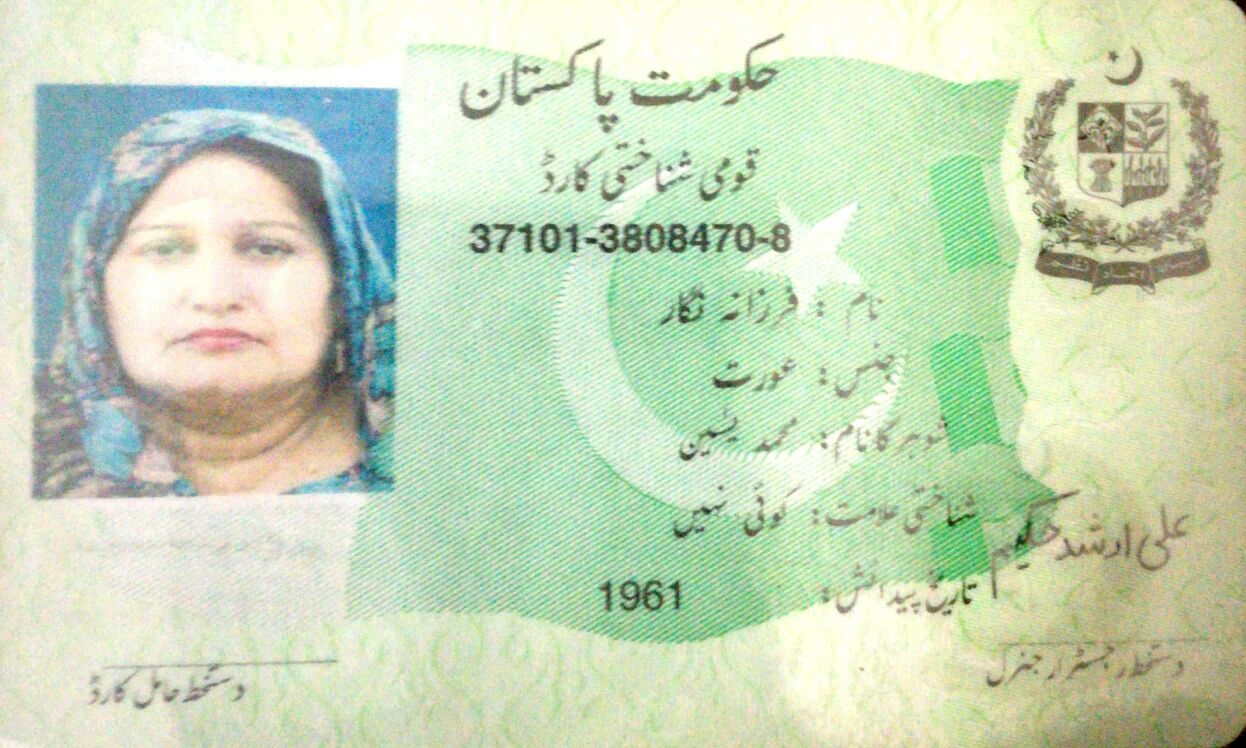 حکومت پاکستان
قومی شناختی کارڈ
37101-3808470-8
نام : فرزانہ نگار
جنس : عورت
شوہر کا نام : محمد یسین
شناختی علامت : کوئی نہیں
تاریخ پیدائش : 1961
علی ارشد حکیم
دستخط حامل کارڈ
دستخط رجسٹرار جنرل